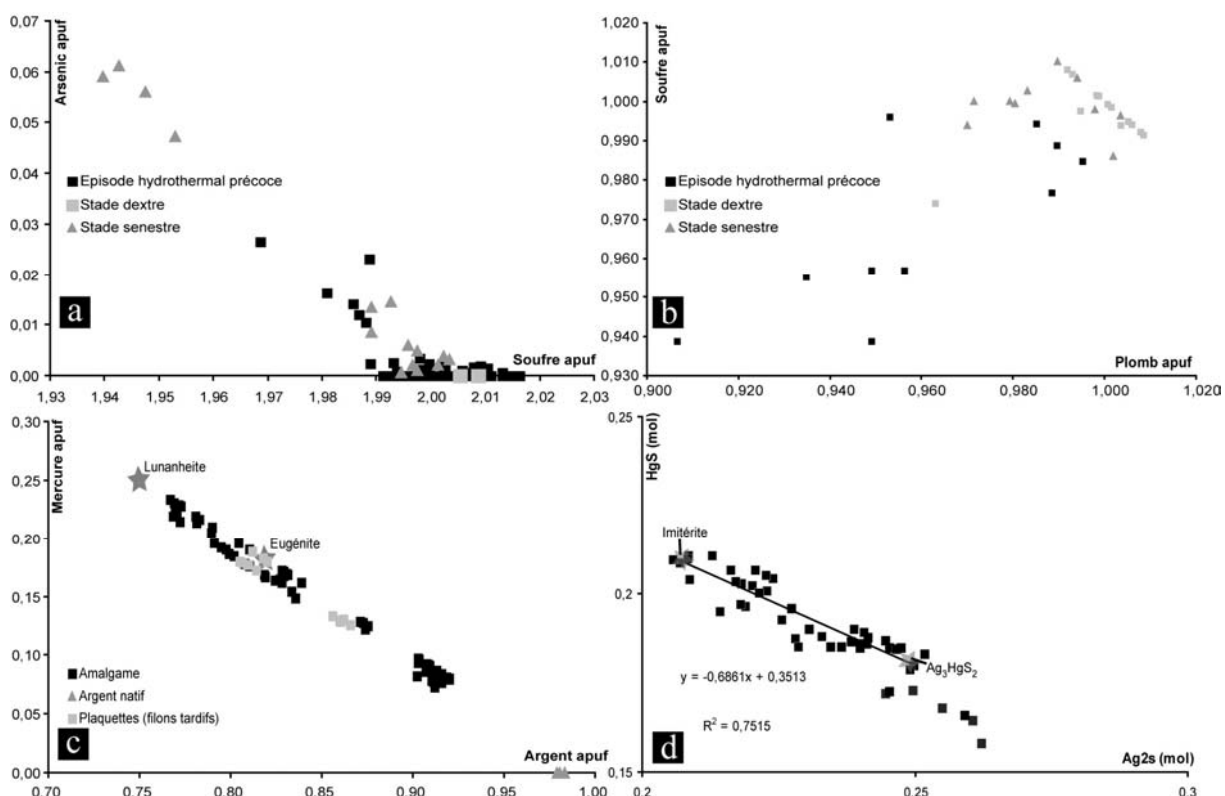 Arsenic apuf
0,07
0,06
0,05
0,04
0,03
0,02
0,01
0,00
Episode hydrothermal précoce
Stade dextre
Stade senestre
a
Soufre apuf
1,93 1,94 1,95 1,96 1,97 1,98 1,99 2,00 2,01 2,02 2,03
Soufre apuf
1,020
1,010
1,000
0,990
0,980
0,970
0,960
0,950
0,940
0,930
Episode hydrothermal précoce
Stade dextre
Stade senestre
b
Plomb apuf
0,900 0,920 0,940 0,960 0,980 1,000 1,020
Mercure apuf
0,30
0,25
0,20
0,15
0,10
0,05
0,00
Lunanheite
Eugénite
Amalgame
Argent natif
Plaquettes (filons tardifs)
c
Argent apuf
0.70 0.75 0.80 0.85 0.90 0.95 1.00
HgS (mol)
0,25
0,2
0,15
Imitérite
Ag3HgS2
y = -0,6861x + 0,3513
R2 = 0,7515
d
Ag2s (mol)
0.2 0.25 0.3